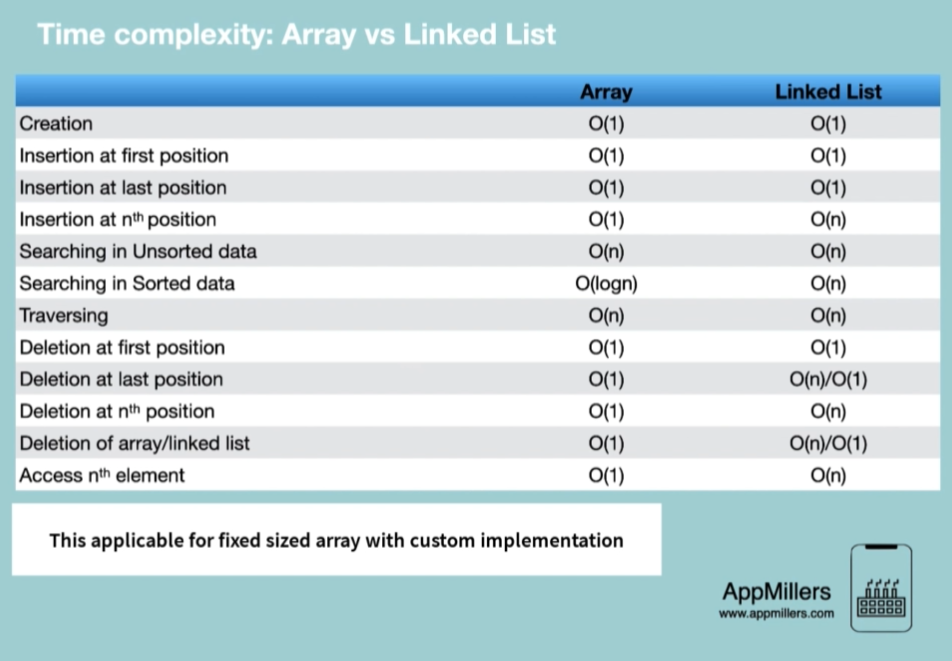 Time complexity: Array vs Linked List
Array Linked List
Creation O(1) O(1)
Insertion at first position O(1) O(1)
Insertion at last position O(1) O(1)
Insertion at nth position O(1) O(n)
Searching in Unsorted data O(n) O(n)
Searching in Sorted data O(logn) O(n)
Traversing O(n) O(n)
Deletion at first position O(1) O(1)
Deletion at last position O(1) O(n)/O(1)
Deletion at nth position O(1) O(n)
Deletion of array/linked list O(1) O(n)/O(1)
Access nth element O(1) O(n)
This applicable for fixed sized array with custom implementation
AppMillers
www.appmillers.com